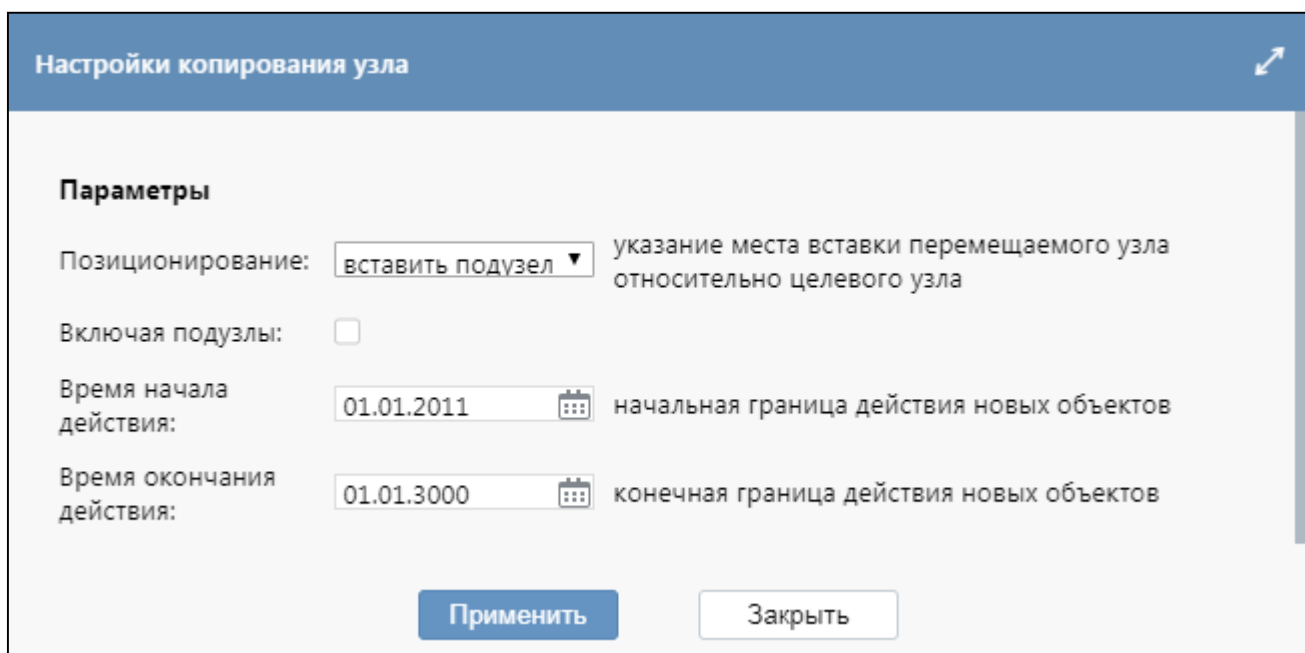 Настройки копирования узла
Параметры
Позиционирование: вставить подузел указание места вставки перемещаемого узла
относительно целевого узла
Включая подузлы:
Время начала
действия:
01.01.2011 начальная граница действия новых объектов
Время окончания
действия:
01.01.3000 конечная граница действия новых объектов
Применить Закрыть